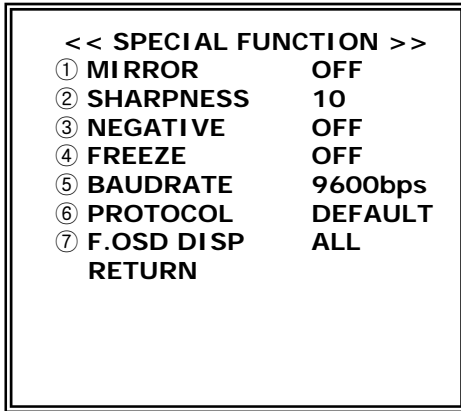 << SPECIAL FUNCTION >>
① MIRROR OFF
② SHARPNESS 10
③ NEGATIVE OFF
④ FREEZE OFF
⑤ BAUDRATE 9600bps
⑥ PROTOCOL DEFAULT
⑦ F.OSD DISP ALL
RETURN